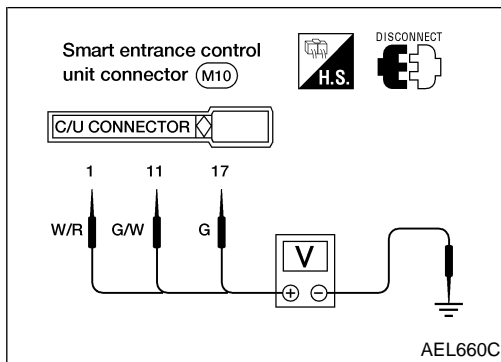 Smart entrance control
unit connector M10
H.S.
DISCONNECT
C/U CONNECTOR
1 11 17
W/R G/W G
V
+ −
AEL660C